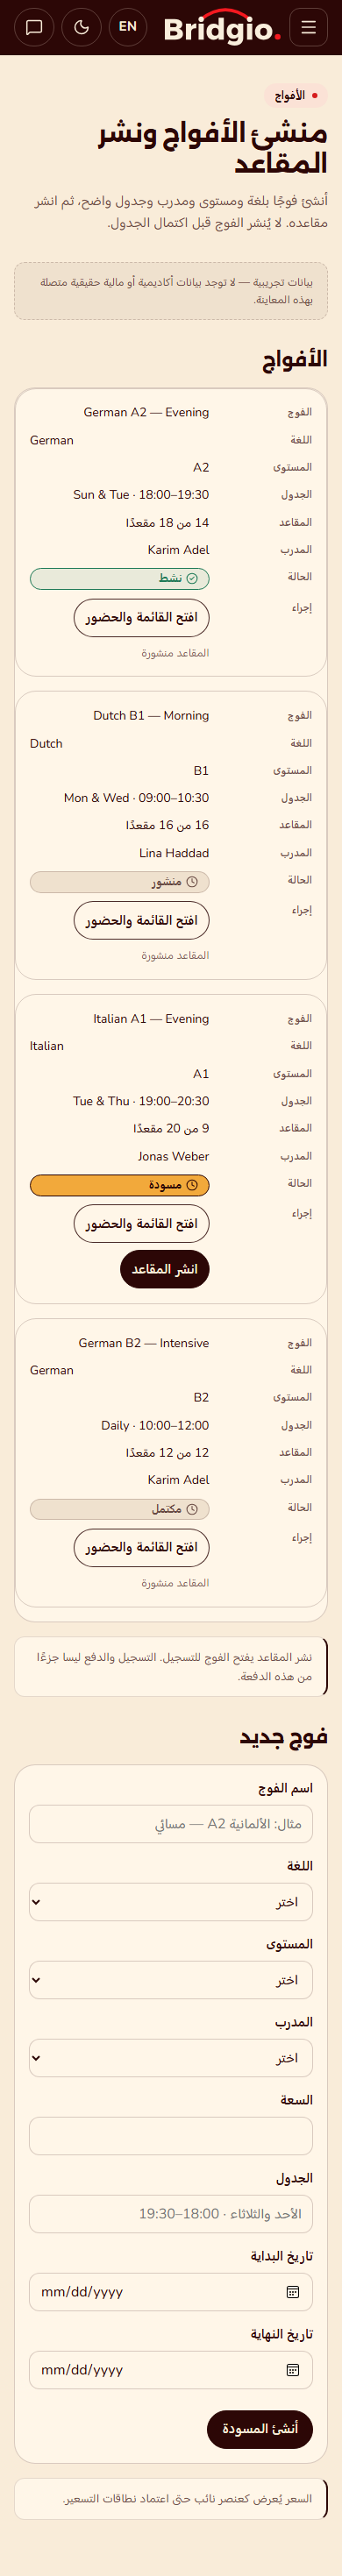 EN
Bridgio.
الأفواج
منشئ الأفواج ونشر
المقاعد
أنشئ فوجًا بلغة ومستوى ومدرب وجدول واضح، ثم انشر
مقاعده. لا يُنشر الفوج قبل اكتمال الجدول.
بيانات تجريبية — لا توجد بيانات أكاديمية أو مالية حقيقية متصلة
بهذه المعاينة.
الأفواج
الفوج German A2 — Evening
اللغة German
المستوى A2
الجدول Sun & Tue · 18:00–19:30
المقاعد 14 من 18 مقعدًا
المدرب Karim Adel
الحالة نشط
إجراء افتح القائمة والحضور
المقاعد منشورة
الفوج Dutch B1 — Morning
اللغة Dutch
المستوى B1
الجدول Mon & Wed · 09:00–10:30
المقاعد 16 من 16 مقعدًا
المدرب Lina Haddad
الحالة منشور
إجراء افتح القائمة والحضور
المقاعد منشورة
الفوج Italian A1 — Evening
اللغة Italian
المستوى A1
الجدول Tue & Thu · 19:00–20:30
المقاعد 9 من 20 مقعدًا
المدرب Jonas Weber
الحالة مسودة
إجراء افتح القائمة والحضور
انشر المقاعد
الفوج German B2 — Intensive
اللغة German
المستوى B2
الجدول Daily · 10:00–12:00
المقاعد 12 من 12 مقعدًا
المدرب Karim Adel
الحالة مكتمل
إجراء افتح القائمة والحضور
المقاعد منشورة
نشر المقاعد يفتح الفوج للتسجيل. التسجيل والدفع ليسا جزءًا
من هذه الدفعة.
فوج جديد
اسم الفوج
مثال: الألمانية A2 — مسائي
اللغة
اختر
المستوى
اختر
المدرب
اختر
السعة
الجدول
الأحد والثلاثاء · 18:00–19:30
تاريخ البداية
mm/dd/yyyy
تاريخ النهاية
mm/dd/yyyy
أنشئ المسودة
السعر يُعرض كعنصر نائب حتى اعتماد نطاقات التسعير.